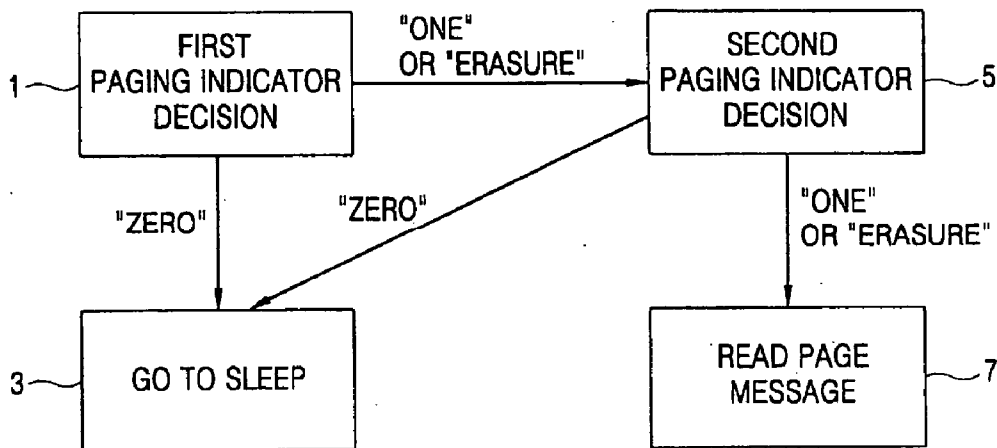 FIRST
PAGING INDICATOR
DECISION
1
"ONE"
OR "ERASURE"
SECOND
PAGING INDICATOR
DECISION
5
"ZERO"
"ZERO"
"ONE"
OR "ERASURE"
3
GO TO SLEEP
READ PAGE
MESSAGE
7